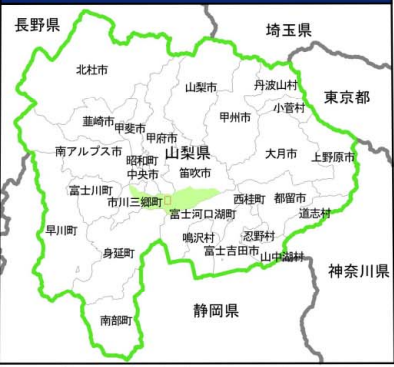 長野県
埼玉県
北杜市
山梨市
丹波山村
東京都
小菅村
甲州市
韮崎市
甲斐市
甲府市
南アルプス市
山梨県
大月市
上野原市
昭和町
中央市
笛吹市
富士川町
市川三郷町
西桂町
都留市
富士河口湖町
道志村
早川町
鳴沢村
忍野村
身延町
富士吉田市
山中湖村
神奈川県
静岡県
南部町